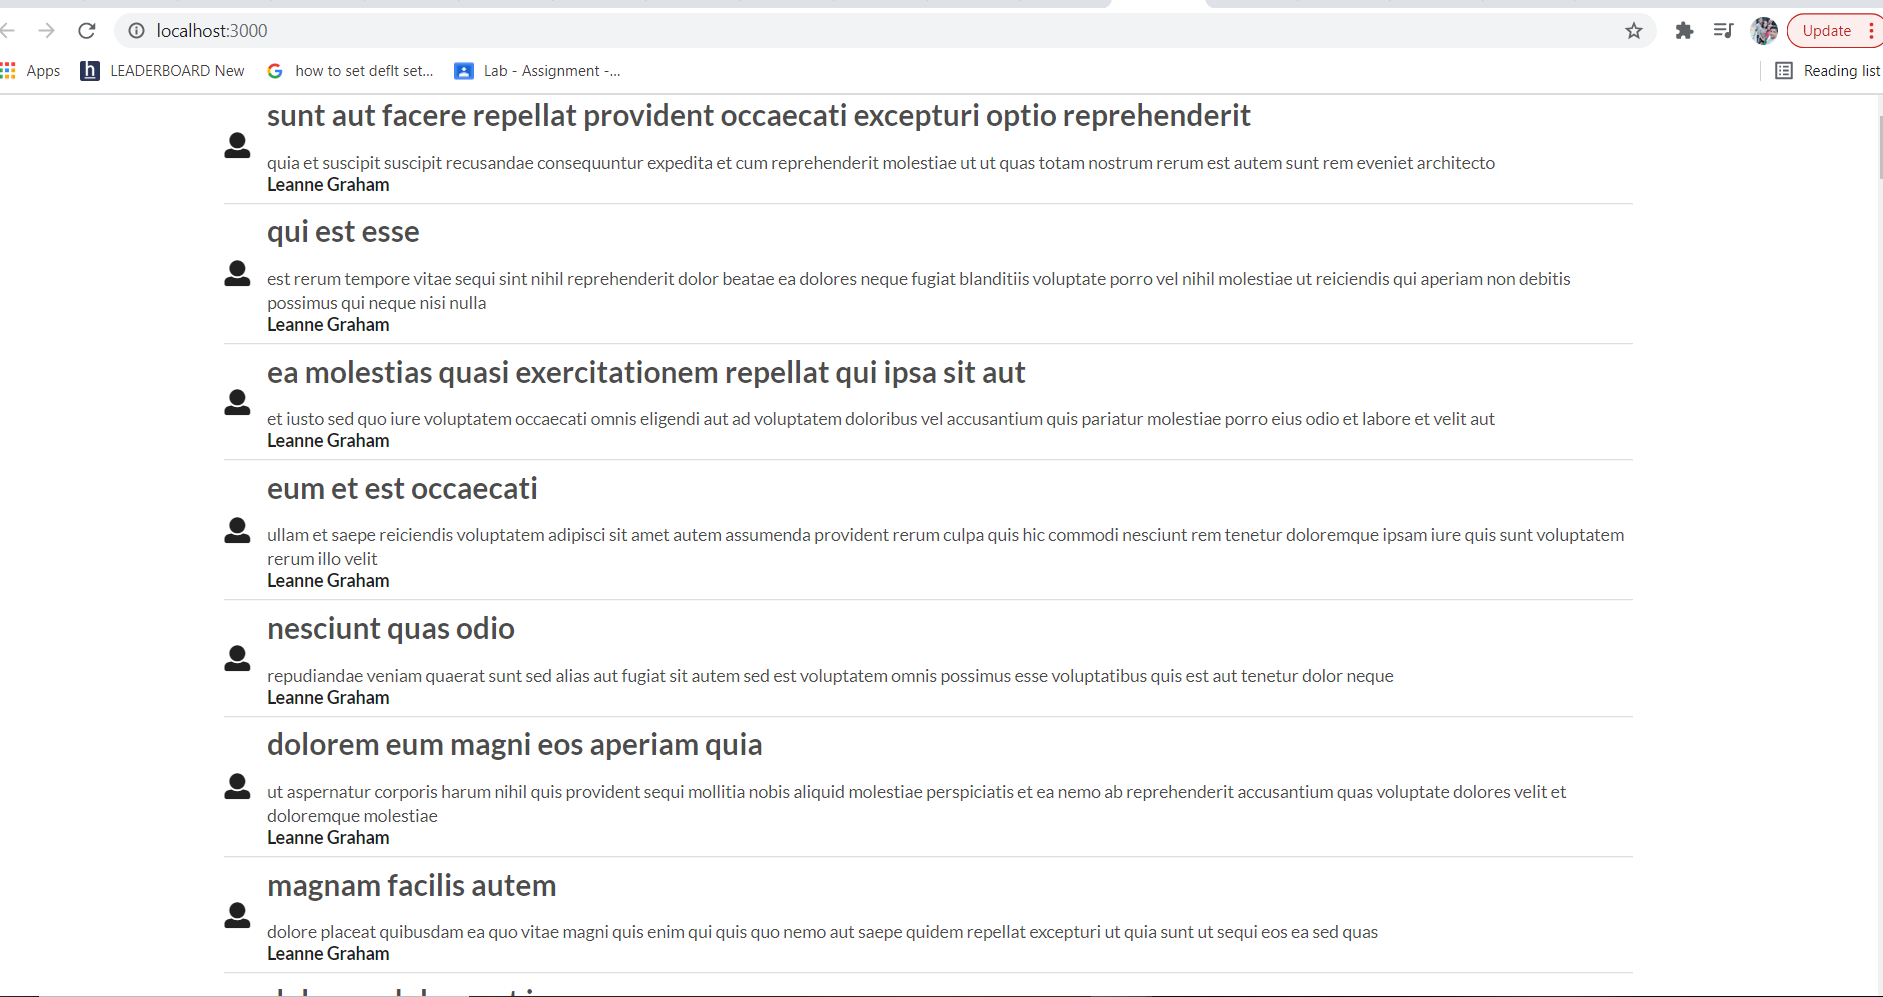 localhost:3000
Update
Apps
LEADERBOARD New
how to set deflt set...
Lab - Assignment -...
Reading list
sunt aut facere repellat provident occaecati excepturi optio reprehenderit
quia et suscipit suscipit recusandae consequuntur expedita et cum reprehenderit molestiae ut ut quas totam nostrum rerum est autem sunt rem eveniet architecto
Leanne Graham
qui est esse
est rerum tempore vitae sequi sint nihil reprehenderit dolor beatae ea dolores neque fugiat blanditiis voluptate porro vel nihil molestiae ut reiciendis qui aperiam non debitis
possimus qui neque nisi nulla
Leanne Graham
ea molestias quasi exercitationem repellat qui ipsa sit aut
et iusto sed quo iure voluptatem occaecati omnis eligendi aut ad voluptatem doloribus vel accusantium quis pariatur molestiae porro eius odio et labore et velit aut
Leanne Graham
eum et est occaecati
ullam et saepe reiciendis voluptatem adipisci sit amet autem assumenda provident rerum culpa quis hic commodi nesciunt rem tenetur doloremque ipsam iure quis sunt voluptatem
rerum illo velit
Leanne Graham
nesciunt quas odio
repudiandae veniam quaerat sunt sed alias aut fugiat sit autem sed est voluptatem omnis possimus esse voluptatibus quis est aut tenetur dolor neque
Leanne Graham
dolorem eum magni eos aperiam quia
ut aspernatur corporis harum nihil quis provident sequi mollitia nobis aliquid molestiae perspiciatis et ea nemo ab reprehenderit accusantium quas voluptate dolores velit et
doloremque molestiae
Leanne Graham
magnam facilis autem
dolore placeat quibusdam ea quo vitae magni quis enim qui quis quo nemo aut saepe quidem repellat excepturi ut quia sunt ut sequi eos ea sed quas
Leanne Graham